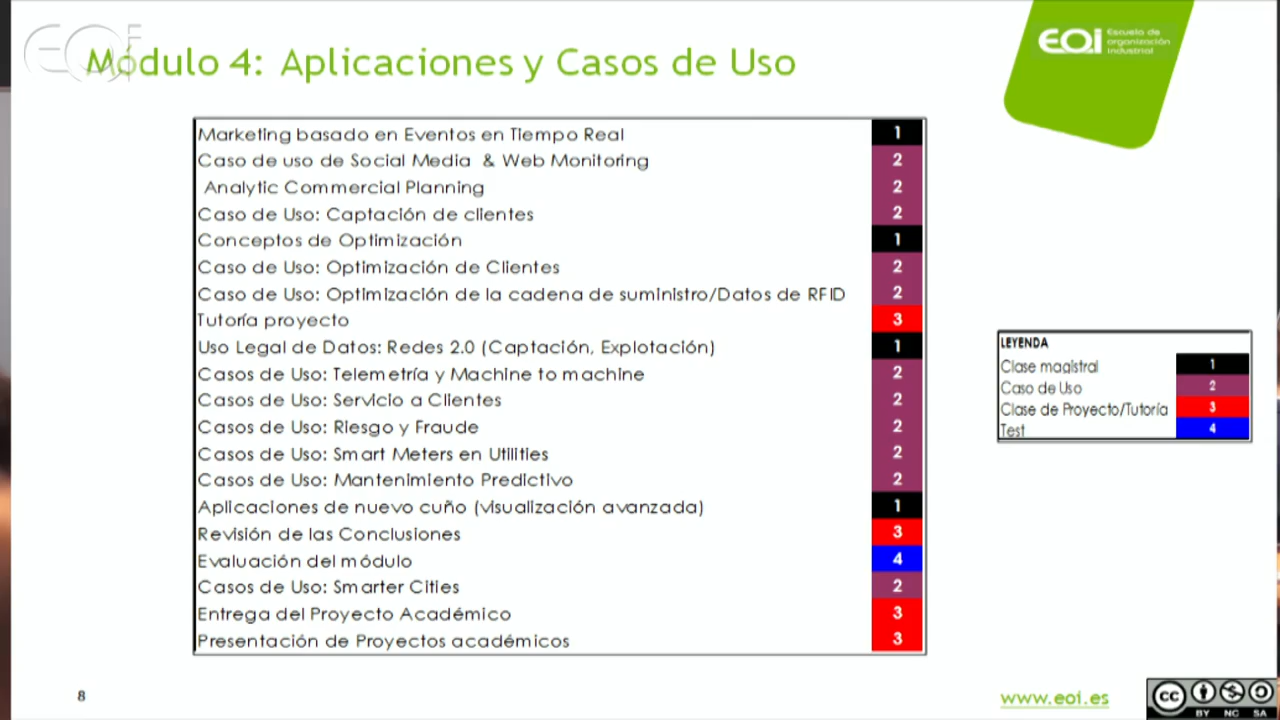 EOI
Módulo 4: Aplicaciones y Casos de Uso
EOI Escuela de
organización
industrial
Marketing basado en Eventos en Tiempo Real 1
Caso de uso de Social Media & Web Monitoring 2
Analytic Commercial Planning 2
Caso de Uso: Captación de clientes 2
Conceptos de Optimización 1
Caso de Uso: Optimización de Clientes 2
Caso de Uso: Optimización de la cadena de suministro/Datos de RFID 2
Tutoría proyecto 3
Uso Legal de Datos: Redes 2.0 (Captación, Explotación) 1
Casos de Uso: Telemetría y Machine to machine 2
Casos de Uso: Servicio a Clientes 2
Casos de Uso: RIesgo y Fraude 2
Casos de Uso: Smart Meters en Utilities 2
Casos de Uso: Mantenimiento Predictivo 2
Aplicaciones de nuevo cuño (visualización avanzada) 1
Revisión de las Conclusiones 3
Evaluación del módulo 4
Casos de Uso: Smarter Cities 2
Entrega del Proyecto Académico 3
Presentación de Proyectos académicos 3
LEYENDA
Clase magistral 1
Caso de Uso 2
Clase de Proyecto/Tutoría 3
Test 4
8
www.eoi.es
cc
BY NC SA